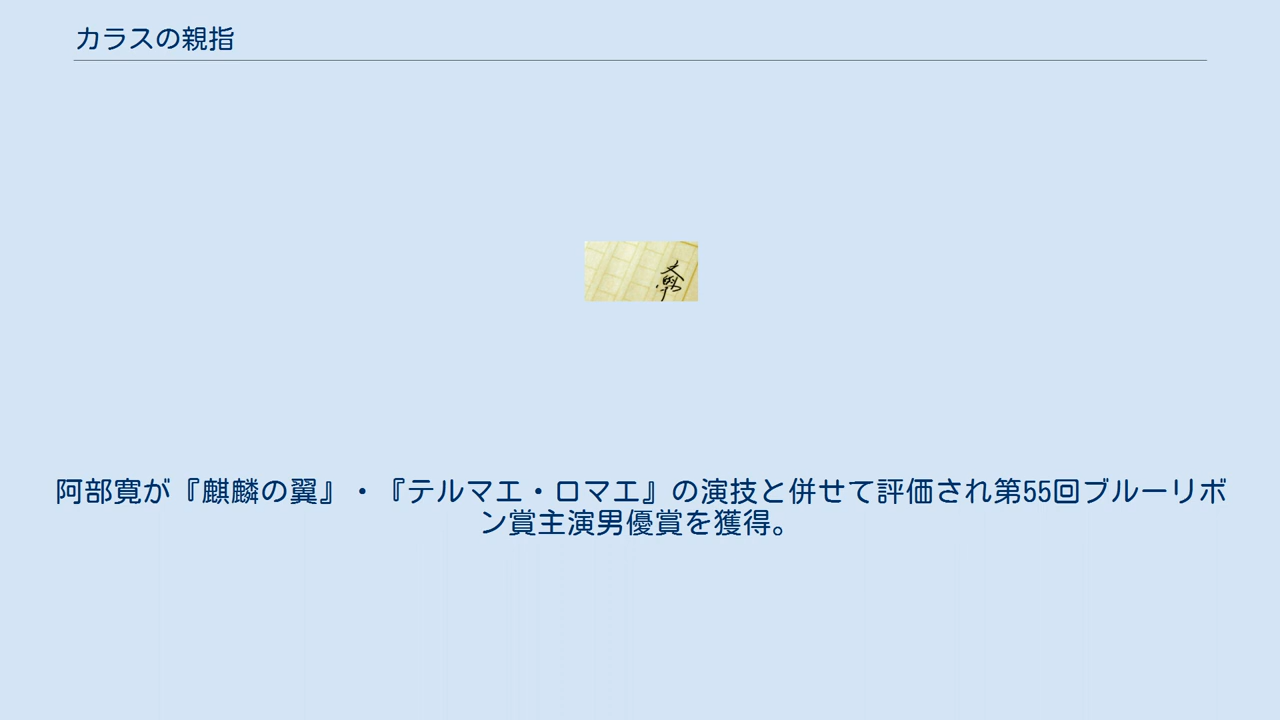 カラスの親指
阿部寛が『麒麟の翼』・『テルマエ・ロマエ』の演技と併せて評価され第55回ブルーリボ
ン賞主演男優賞を獲得。